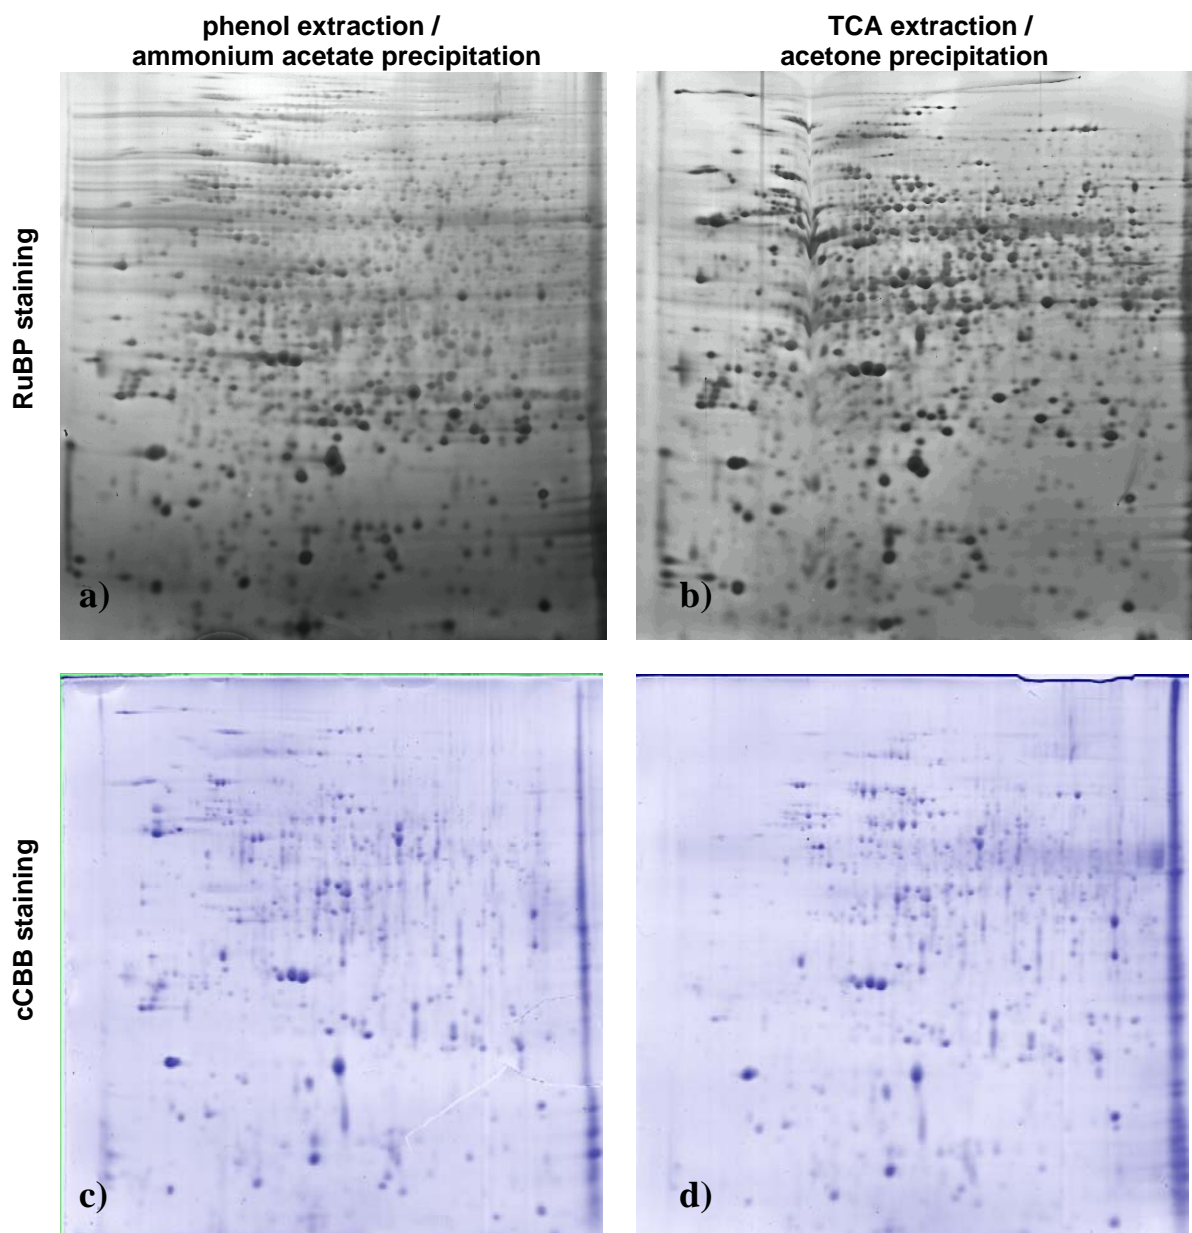 phenol extraction /
ammonium acetate precipitation
TCA extraction /
acetone precipitation
RuBP staining
a)
b)
cCBB staining
c)
d)